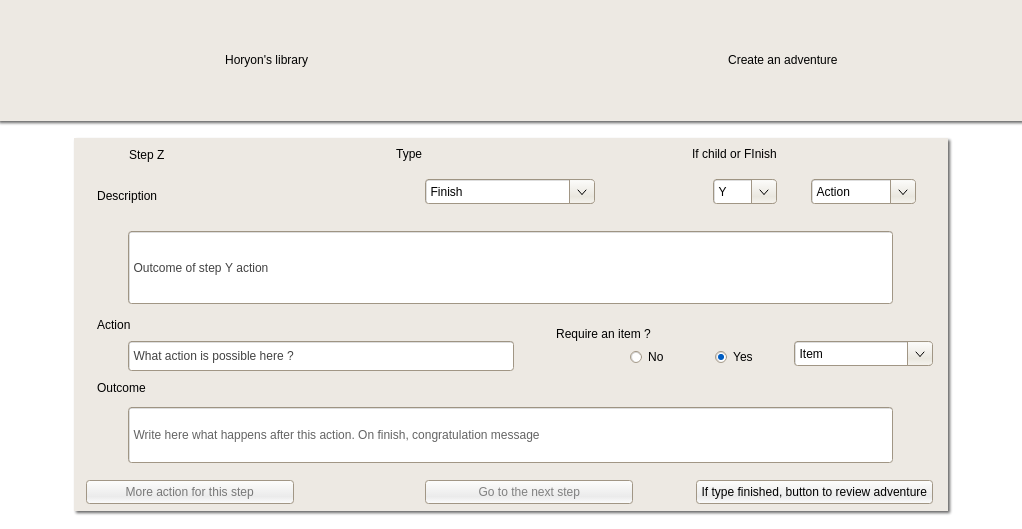 Horyon's library
Create an adventure
Step Z
Type
If child or FInish
Description
Finish
Y
Action
Outcome of step Y action
Action
Require an item ?
What action is possible here ?
No
Yes
Item
Outcome
Write here what happens after this action. On finish, congratulation message
More action for this step
Go to the next step
If type finished, button to review adventure